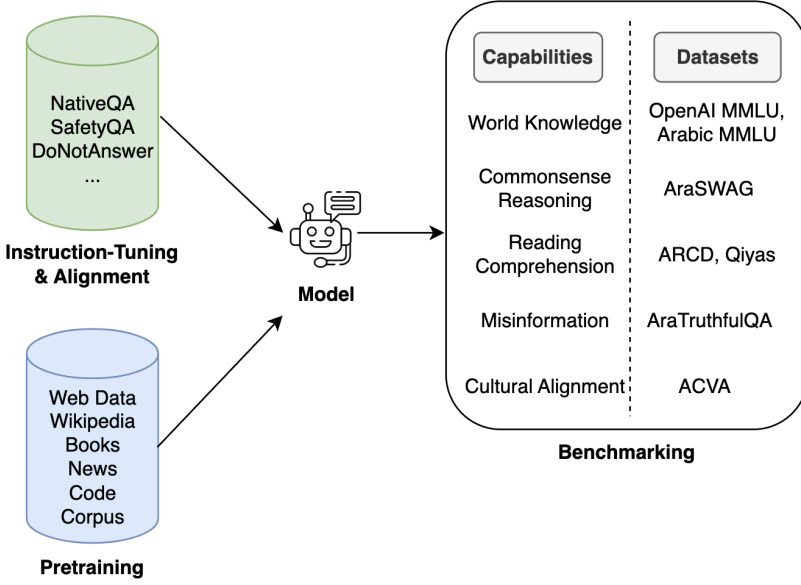 NativeQA
SafetyQA
DoNotAnswer
...
Instruction-Tuning
& Alignment
Web Data
Wikipedia
Books
News
Code
Corpus
Pretraining
Model
Capabilities
Datasets
World Knowledge
OpenAI MMLU,
Arabic MMLU
Commonsense
Reasoning
AraSWAG
Reading
Comprehension
ARCD, Qiyas
Misinformation
AraTruthfulQA
Cultural Alignment
ACVA
Benchmarking